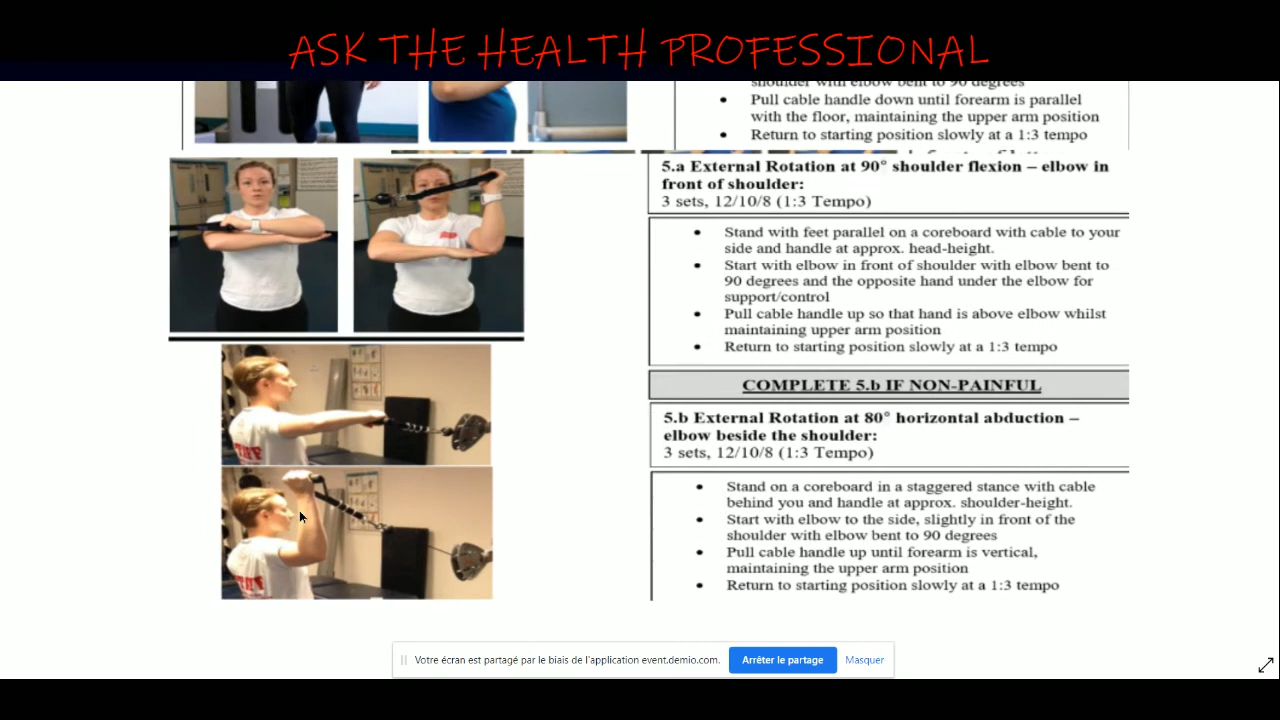 ASK THE HEALTH PROFESSIONAL
shoulder with elbow bent to 90 degrees
• Pull cable handle down until forearm is parallel
with the floor, maintaining the upper arm position
• Return to starting position slowly at a 1:3 tempo
5.a External Rotation at 90° shoulder flexion – elbow in
front of shoulder:
3 sets, 12/10/8 (1:3 Tempo)
• Stand with feet parallel on a coreboard with cable to your
side and handle at approx. head-height.
• Start with elbow in front of shoulder with elbow bent to
90 degrees and the opposite hand under the elbow for
support/control
• Pull cable handle up so that hand is above elbow whilst
maintaining upper arm position
• Return to starting position slowly at a 1:3 tempo
COMPLETE 5.b IF NON-PAINFUL
5.b External Rotation at 80° horizontal abduction –
elbow beside the shoulder:
3 sets, 12/10/8 (1:3 Tempo)
• Stand on a coreboard in a staggered stance with cable
behind you and handle at approx. shoulder-height.
• Start with elbow to the side, slightly in front of the
shoulder with elbow bent to 90 degrees
• Pull cable handle up until forearm is vertical,
maintaining the upper arm position
• Return to starting position slowly at a 1:3 tempo
Votre écran est partagé par le biais de l'application event.demio.com.
Arrêter le partage
Masquer